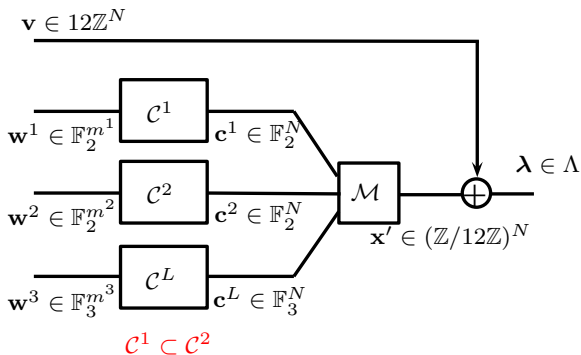 v ∈ 12ℤ^N
𝒞^1
w^1 ∈ 𝔽_2^{m^1}
c^1 ∈ 𝔽_2^N
λ ∈ Λ
𝒞^2
ℳ
w^2 ∈ 𝔽_2^{m^2}
c^2 ∈ 𝔽_2^N
x′ ∈ (ℤ/12ℤ)^N
𝒞^L
w^3 ∈ 𝔽_3^{m^3}
c^L ∈ 𝔽_3^N
𝒞^1 ⊂ 𝒞^2